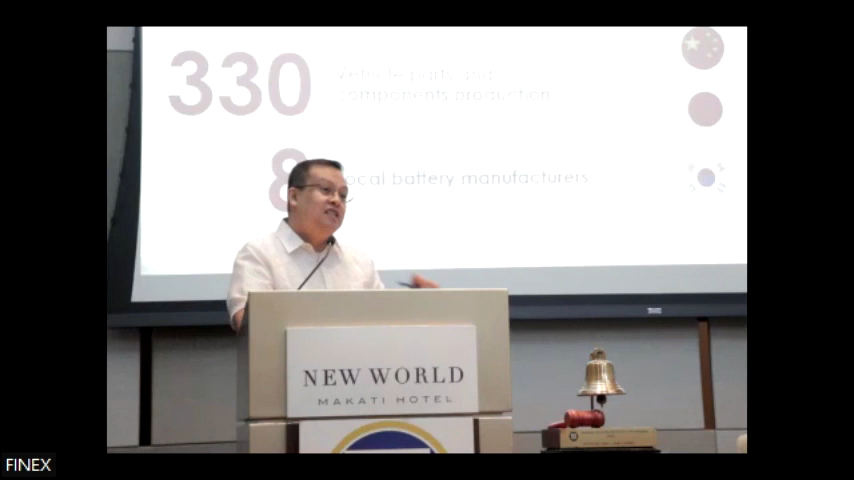 330
vehicle parts and
components production
8
local battery manufacturers
NEW WORLD
MAKATI HOTEL
FINEX